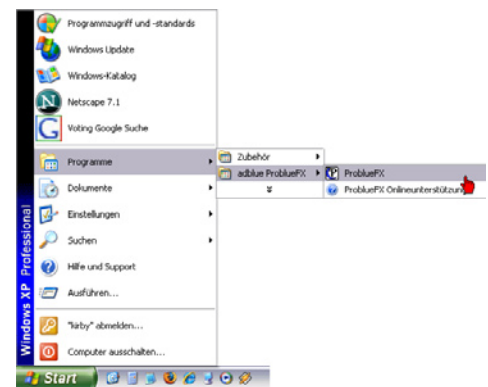 Programmzugriff und -standards
Windows Update
Windows-Katalog
Netscape 7.1
Voting Google Suche
Programme
Dokumente
Einstellungen
Suchen
Hilfe und Support
Ausführen...
"kirby" abmelden...
Computer ausschalten...
Windows XP Professional
Zubehör
adblue ProblueFX
ProblueFX
ProblueFX Onlineunterstützung
Start